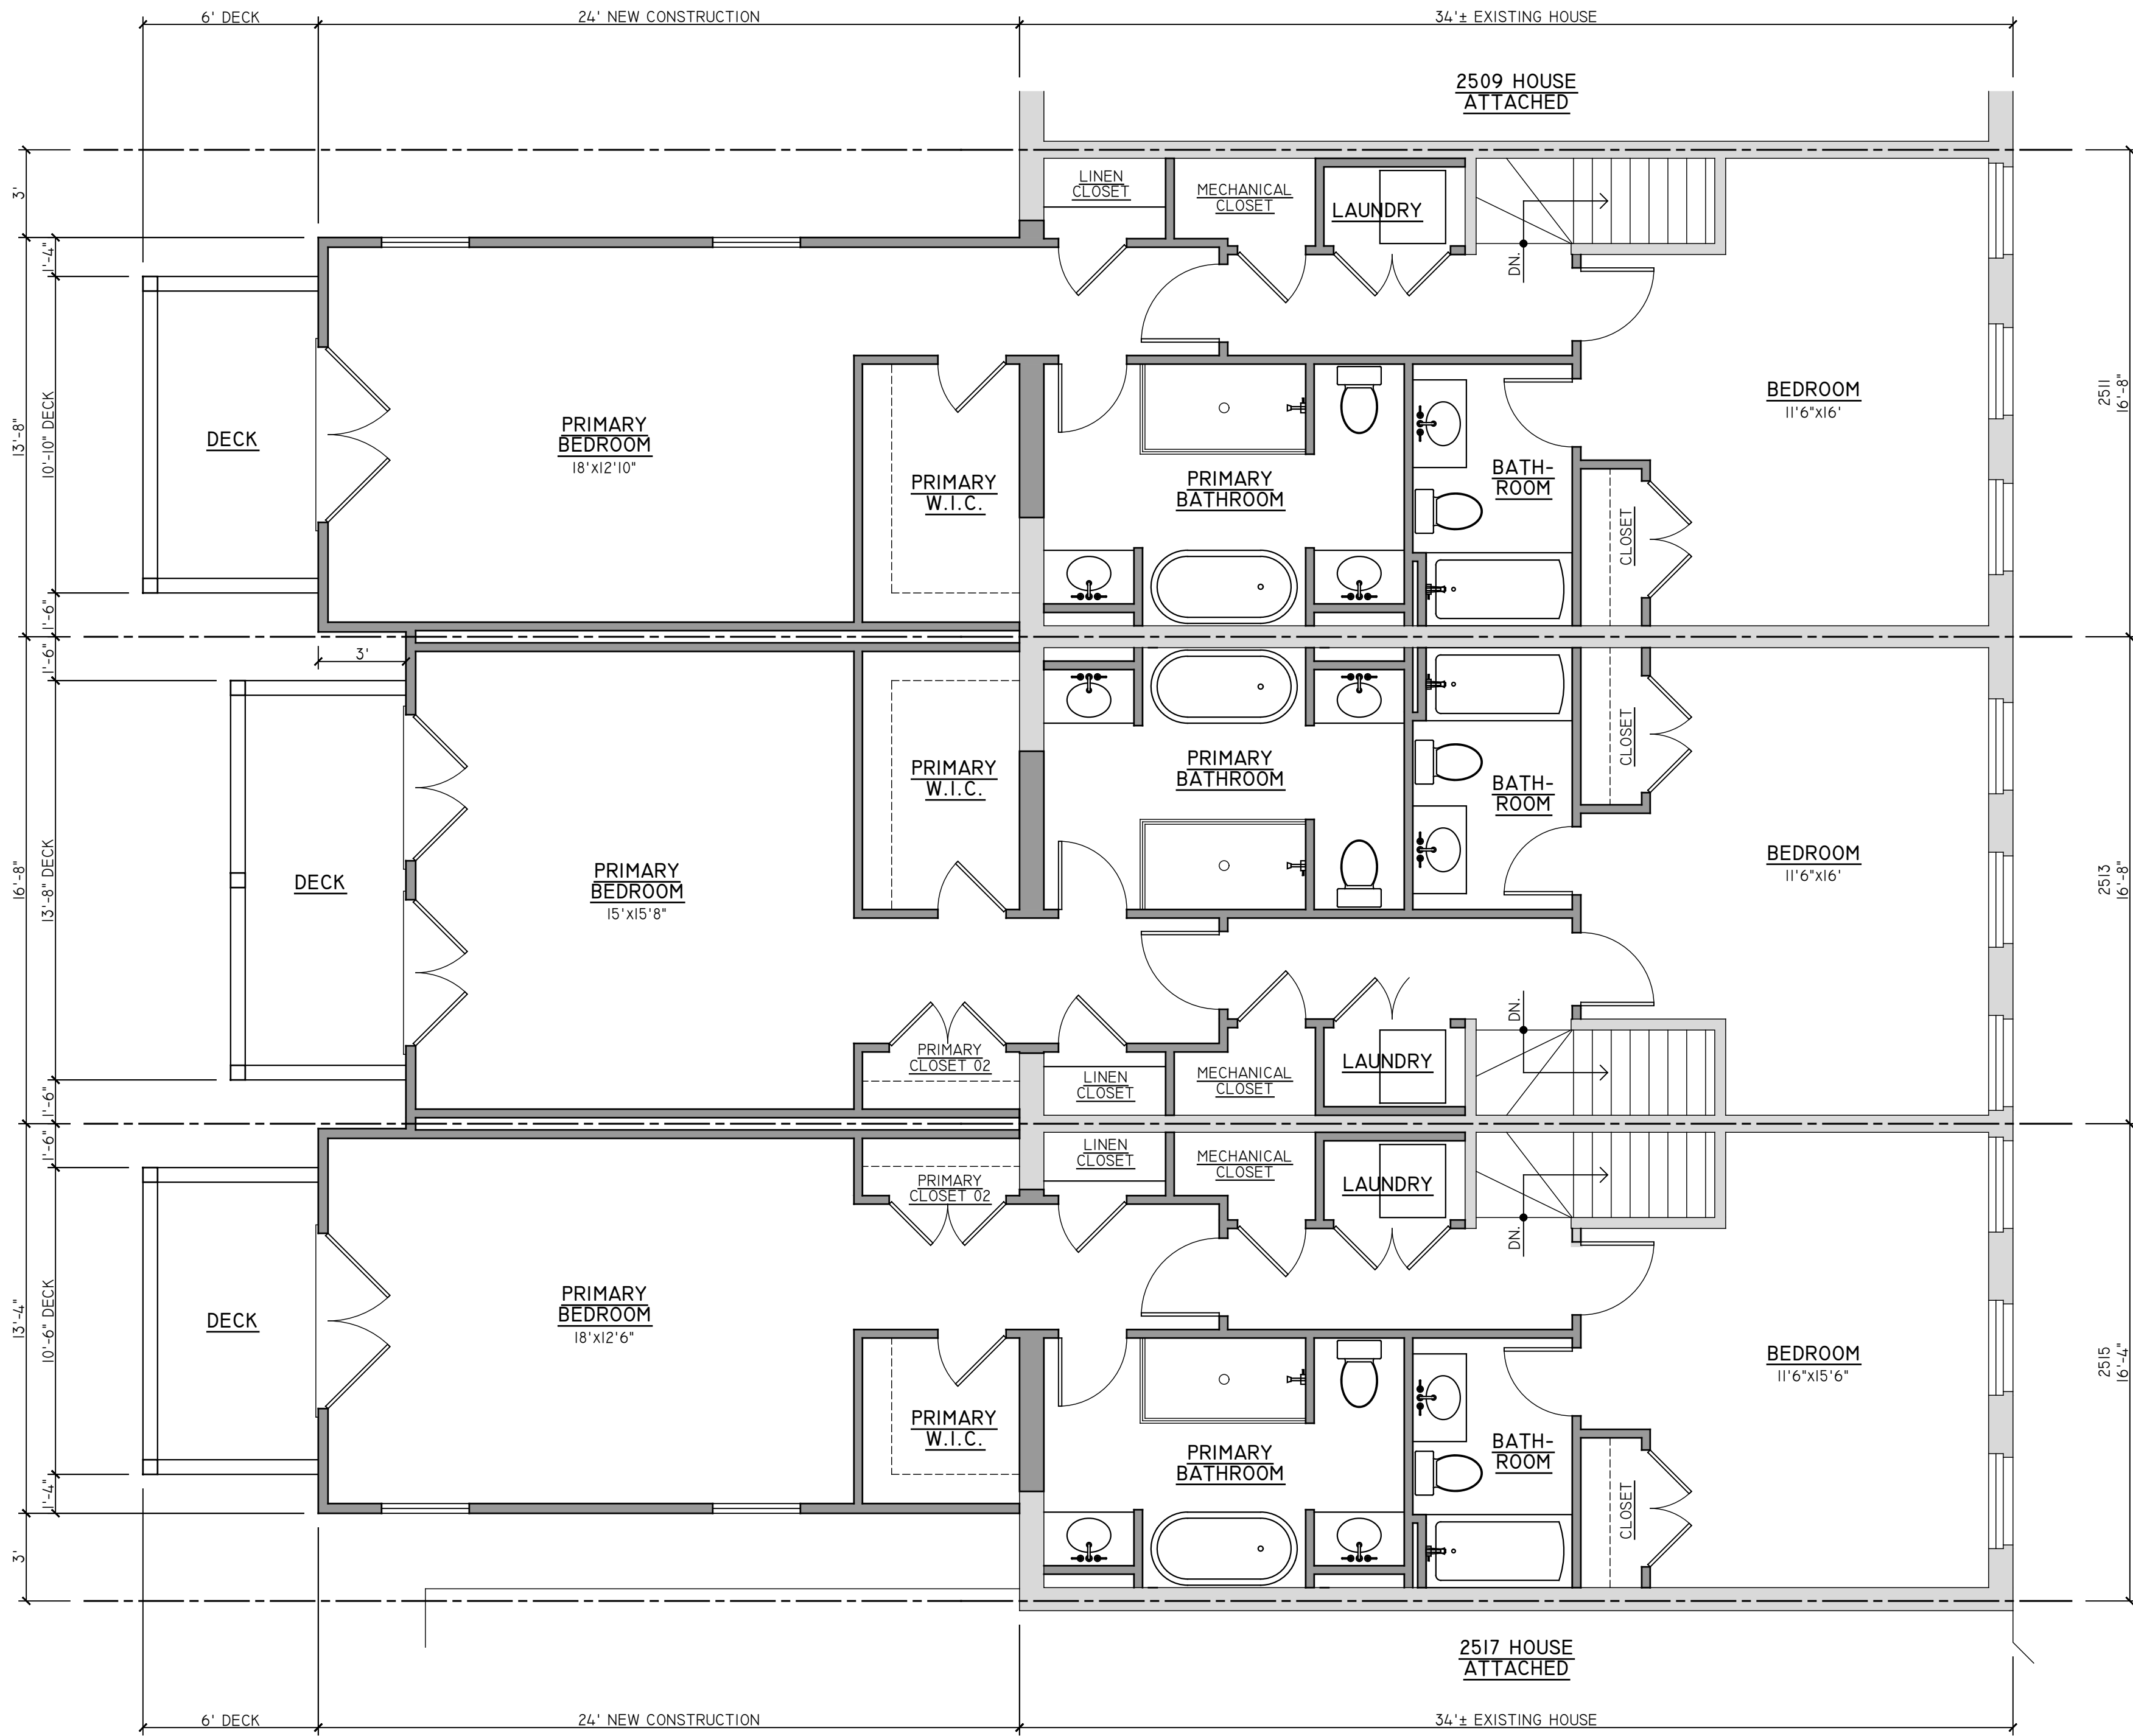 6' DECK
24' NEW CONSTRUCTION
34'± EXISTING HOUSE
2509 HOUSE
ATTACHED
3'
13'-8"
1'-4"
10'-10" DECK
1'-6"
LINEN
CLOSET
MECHANICAL
CLOSET
LAUNDRY
DN.
DECK
PRIMARY
BEDROOM
18'x12'10"
PRIMARY
W.I.C.
PRIMARY
BATHROOM
BATH-
ROOM
CLOSET
BEDROOM
11'6"x16'
2511
16'-8"
16'-8"
1'-6"
13'-8" DECK
1'-6"
3'
DECK
PRIMARY
BEDROOM
15'x15'8"
PRIMARY
W.I.C.
PRIMARY
BATHROOM
BATH-
ROOM
CLOSET
BEDROOM
11'6"x16'
2513
16'-8"
PRIMARY
CLOSET 02
LINEN
CLOSET
MECHANICAL
CLOSET
LAUNDRY
DN.
13'-4"
1'-6"
10'-6" DECK
1'-4"
3'
PRIMARY
CLOSET 02
LINEN
CLOSET
MECHANICAL
CLOSET
LAUNDRY
DN.
DECK
PRIMARY
BEDROOM
18'x12'6"
PRIMARY
W.I.C.
PRIMARY
BATHROOM
BATH-
ROOM
CLOSET
BEDROOM
11'6"x15'6"
2515
16'-4"
2517 HOUSE
ATTACHED
6' DECK
24' NEW CONSTRUCTION
34'± EXISTING HOUSE